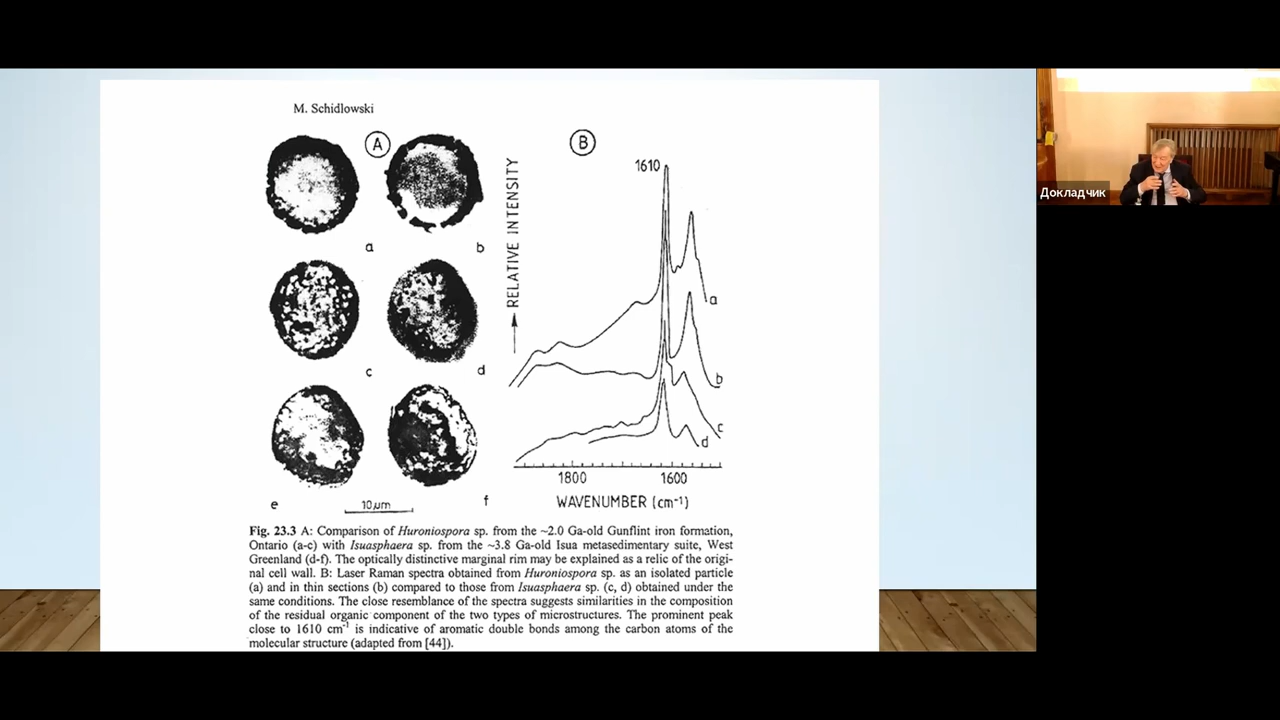 M. Schidlowski
A
B
a
b
c
d
e
f
10 µm
RELATIVE INTENSITY
1610
a
b
c
d
1800
1600
WAVENUMBER (cm⁻¹)
Fig. 23.3 A: Comparison of Huroniospora sp. from the ~2.0 Ga-old Gunflint iron formation,
Ontario (a-c) with Isuasphaera sp. from the ~3.8 Ga-old Isua metasedimentary suite, West
Greenland (d-f). The optically distinctive marginal rim may be explained as a relic of the origi-
nal cell wall. B: Laser Raman spectra obtained from Huroniospora sp. as an isolated particle
(a) and in thin sections (b) compared to those from Isuasphaera sp. (c, d) obtained under the
same conditions. The close resemblance of the spectra suggests similarities in the composition
of the residual organic component of the two types of microstructures. The prominent peak
close to 1610 cm⁻¹ is indicative of aromatic double bonds among the carbon atoms of the
molecular structure (adapted from [44]).
Докладчик